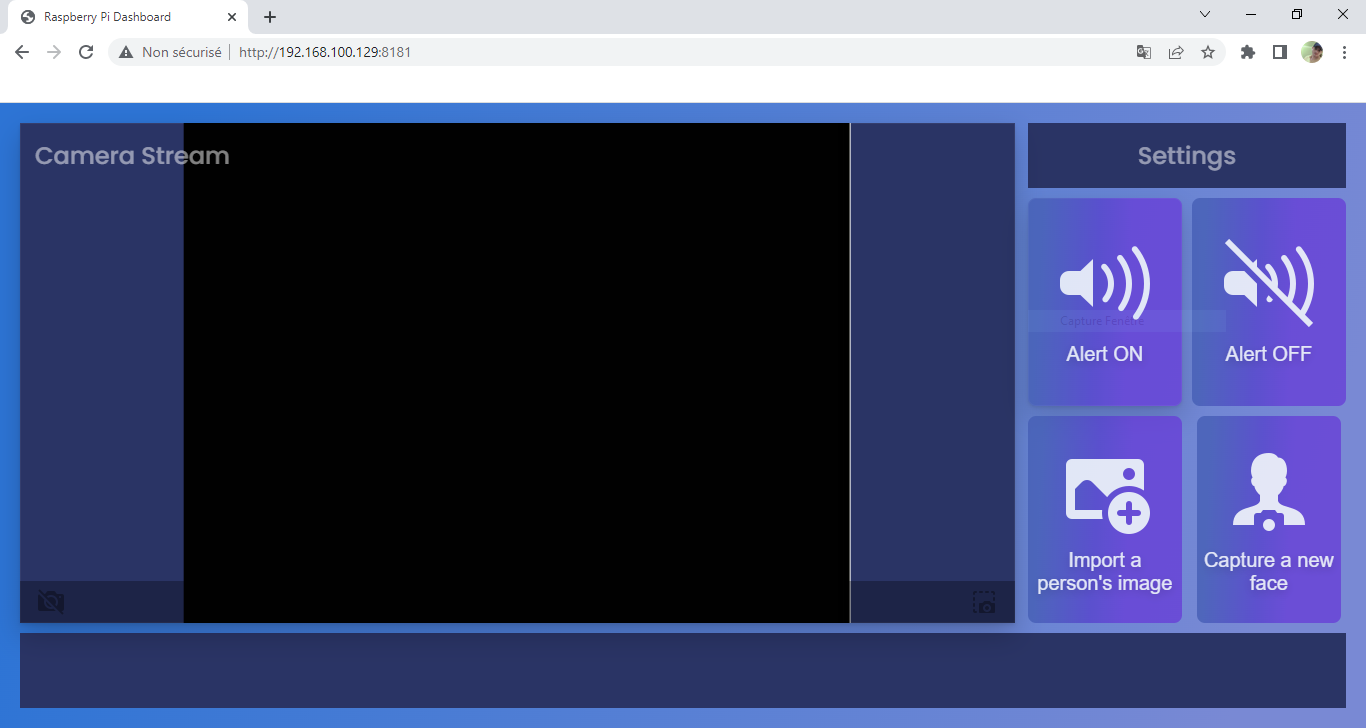 Raspberry Pi Dashboard
Non sécurisé
http://192.168.100.129:8181
Camera Stream
Settings
Capture Fenêtre
Alert ON
Alert OFF
Import a
person's image
Capture a new
face